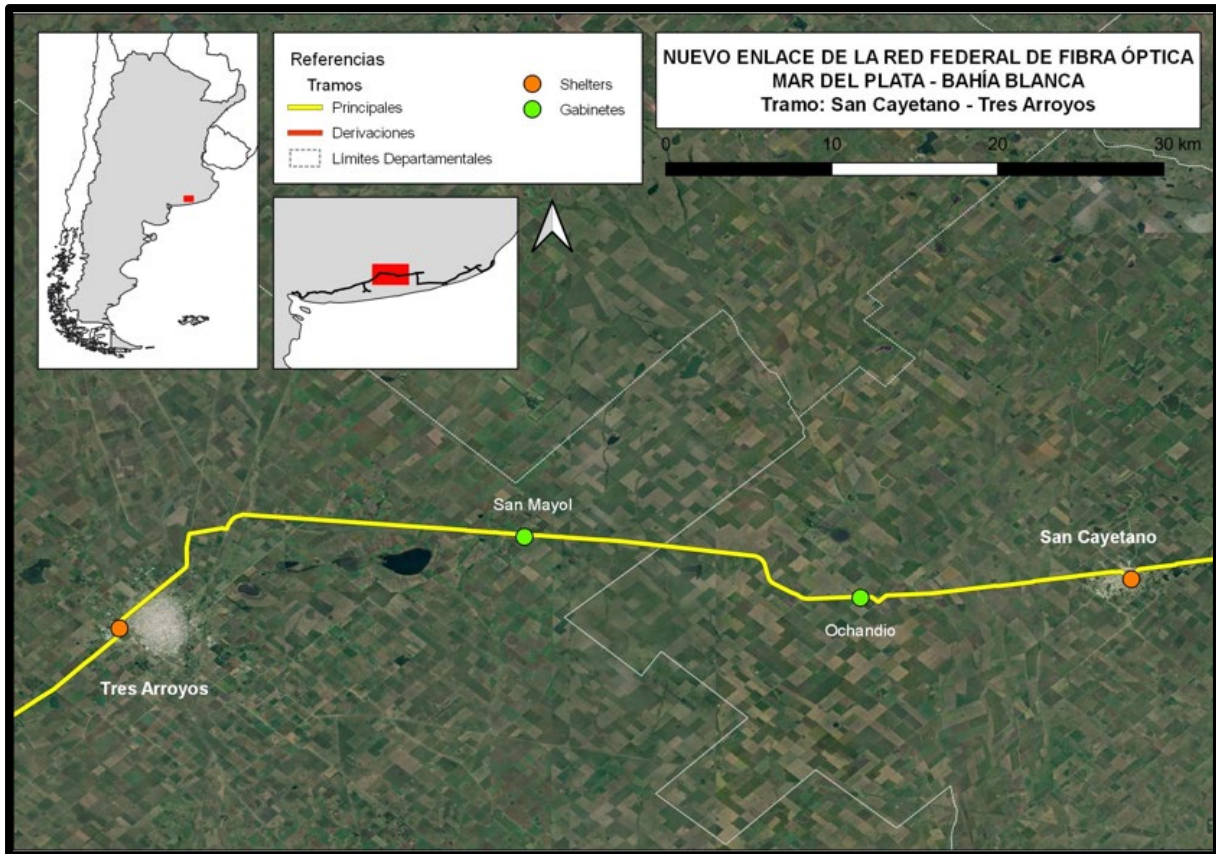 Referencias
Tramos
Principales
Derivaciones
Límites Departamentales
Shelters
Gabinetes
NUEVO ENLACE DE LA RED FEDERAL DE FIBRA ÓPTICA
MAR DEL PLATA - BAHÍA BLANCA
Tramo: San Cayetano - Tres Arroyos
0 10 20 30 km
San Mayol
San Cayetano
Ochandio
Tres Arroyos